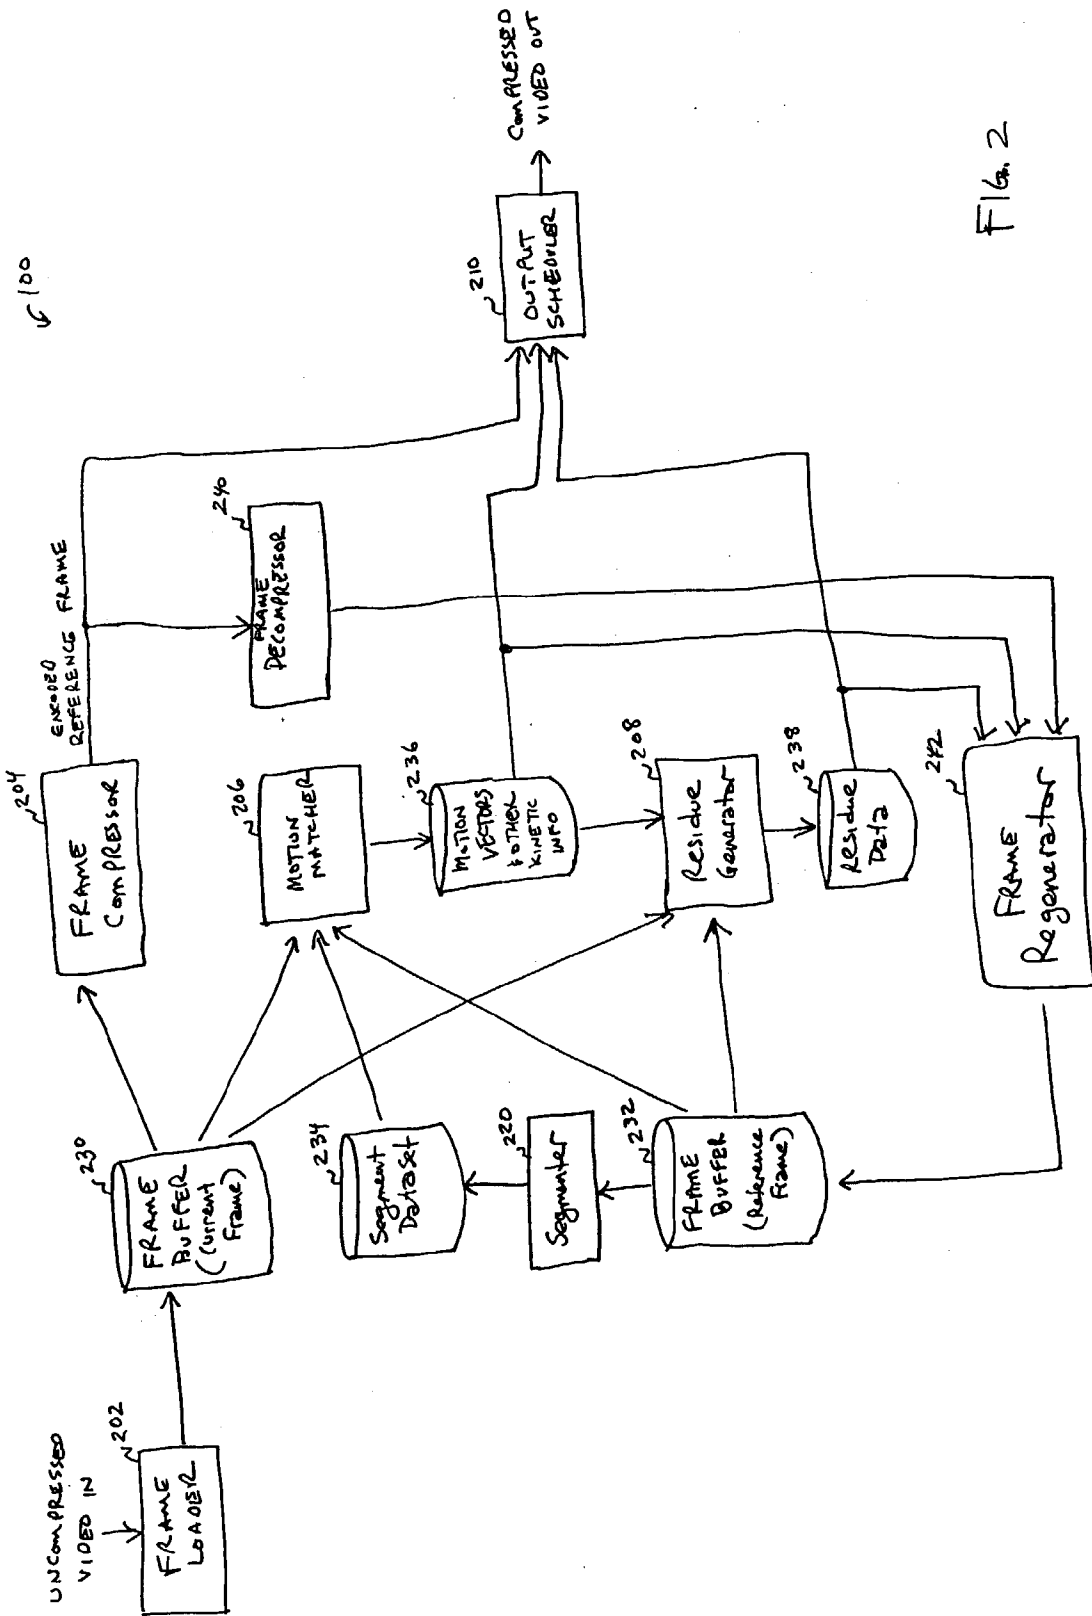 ↙ 100
UNCOMPRESSED
VIDEO IN
202
FRAME
LOADER
230
FRAME
BUFFER
(Current
Frame)
204
FRAME
Compressor
ENCODED
REFERENCE FRAME
240
FRAME
DECOMPRESSOR
206
MOTION
MATCHER
234
Segment
Dataset
236
MOTION
VECTORS
& OTHER
KINETIC
INFO
220
Segmenter
208
Residue
Generator
232
FRAME
BUFFER
(Reference
Frame)
238
Residue
Data
242
FRAME
Regenerator
210
OUTPUT
SCHEDULER
COMPRESSED
VIDEO OUT
FIG. 2